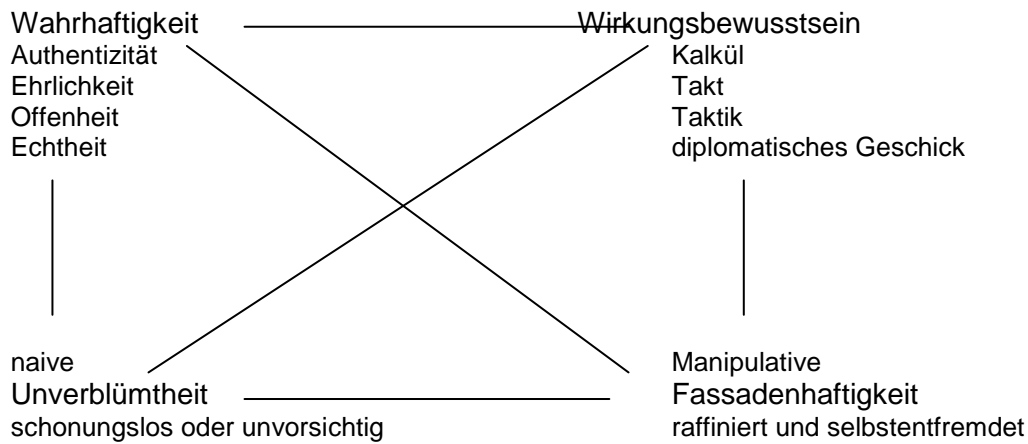 Wahrhaftigkeit
Authentizität
Ehrlichkeit
Offenheit
Echtheit
Wirkungsbewusstsein
Kalkül
Takt
Taktik
diplomatisches Geschick
naive
Unverblümtheit
schonungslos oder unvorsichtig
Manipulative
Fassadenhaftigkeit
raffiniert und selbstentfremdet